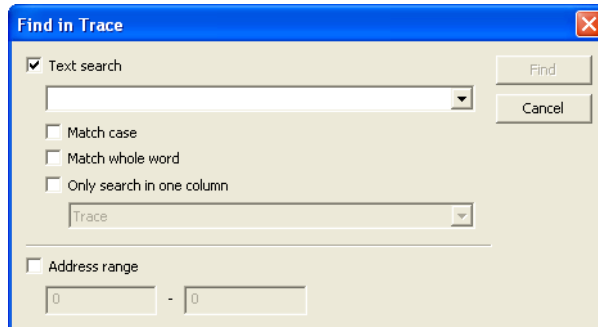 Find in Trace
Text search
Find
Cancel
Match case
Match whole word
Only search in one column
Trace
Address range
0 - 0